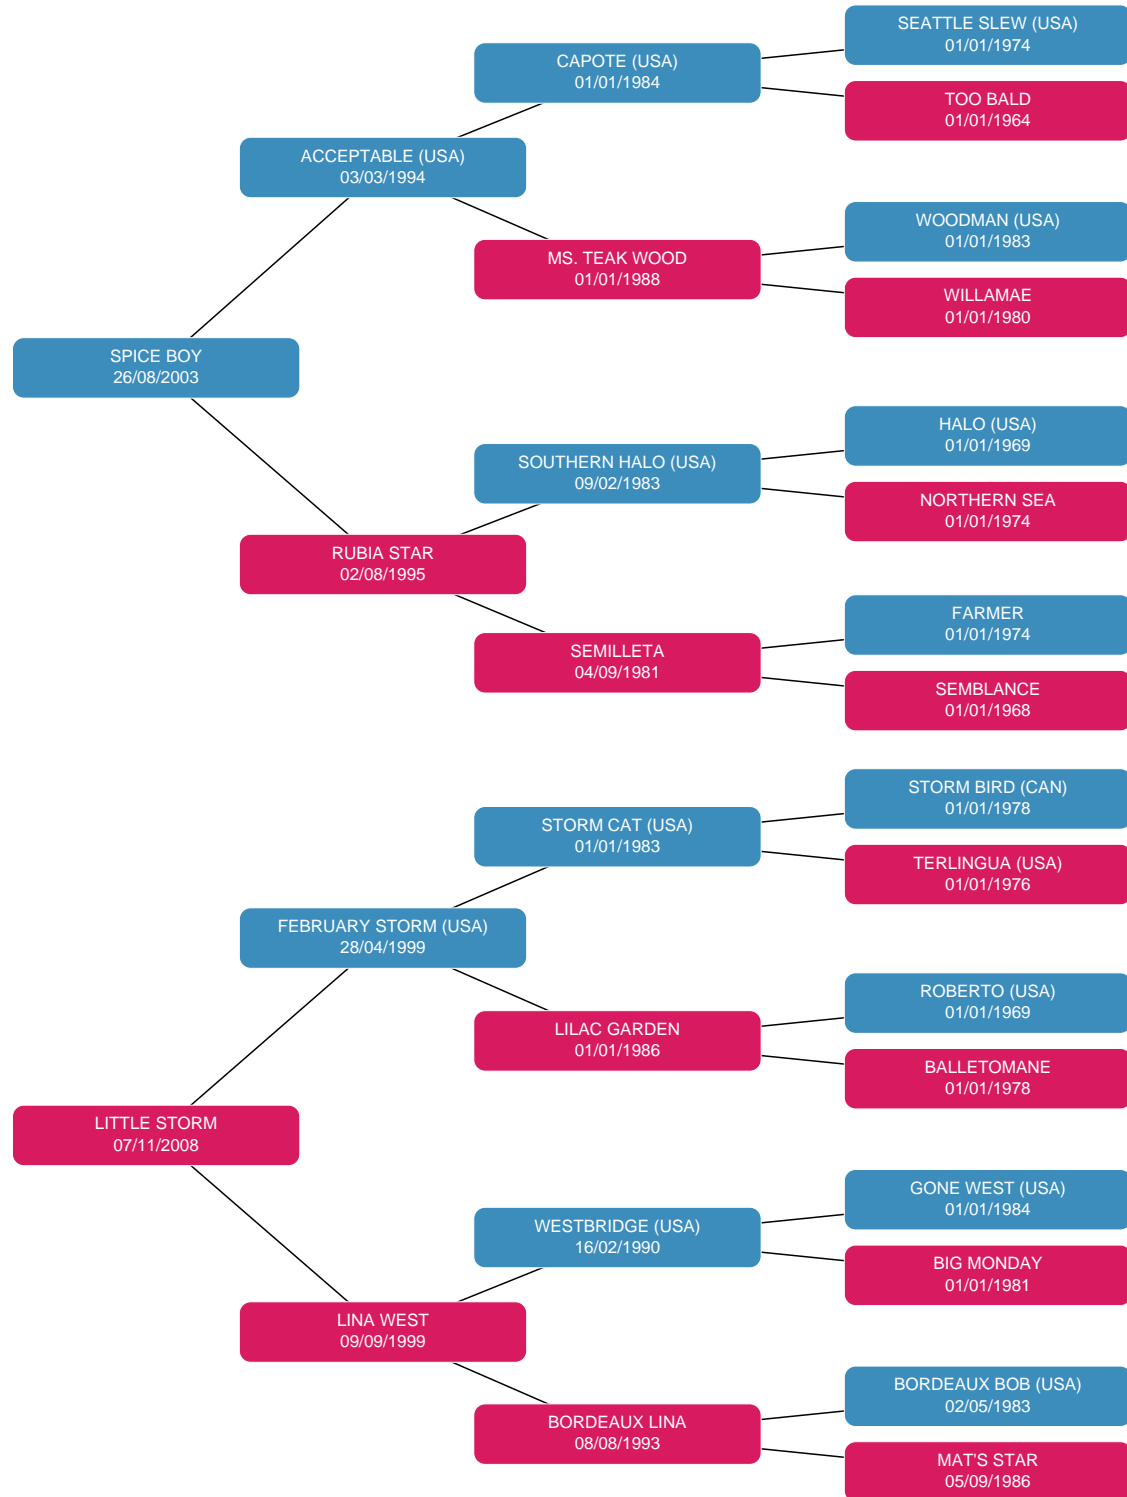 SEATTLE SLEW (USA)
01/01/1974
CAPOTE (USA)
01/01/1984
TOO BALD
01/01/1964
ACCEPTABLE (USA)
03/03/1994
WOODMAN (USA)
01/01/1983
MS. TEAK WOOD
01/01/1988
WILLAMAE
01/01/1980
SPICE BOY
26/08/2003
HALO (USA)
01/01/1969
SOUTHERN HALO (USA)
09/02/1983
NORTHERN SEA
01/01/1974
RUBIA STAR
02/08/1995
FARMER
01/01/1974
SEMILLETA
04/09/1981
SEMBLANCE
01/01/1968
STORM BIRD (CAN)
01/01/1978
STORM CAT (USA)
01/01/1983
TERLINGUA (USA)
01/01/1976
FEBRUARY STORM (USA)
28/04/1999
ROBERTO (USA)
01/01/1969
LILAC GARDEN
01/01/1986
BALLETOMANE
01/01/1978
LITTLE STORM
07/11/2008
GONE WEST (USA)
01/01/1984
WESTBRIDGE (USA)
16/02/1990
BIG MONDAY
01/01/1981
LINA WEST
09/09/1999
BORDEAUX BOB (USA)
02/05/1983
BORDEAUX LINA
08/08/1993
MAT'S STAR
05/09/1986